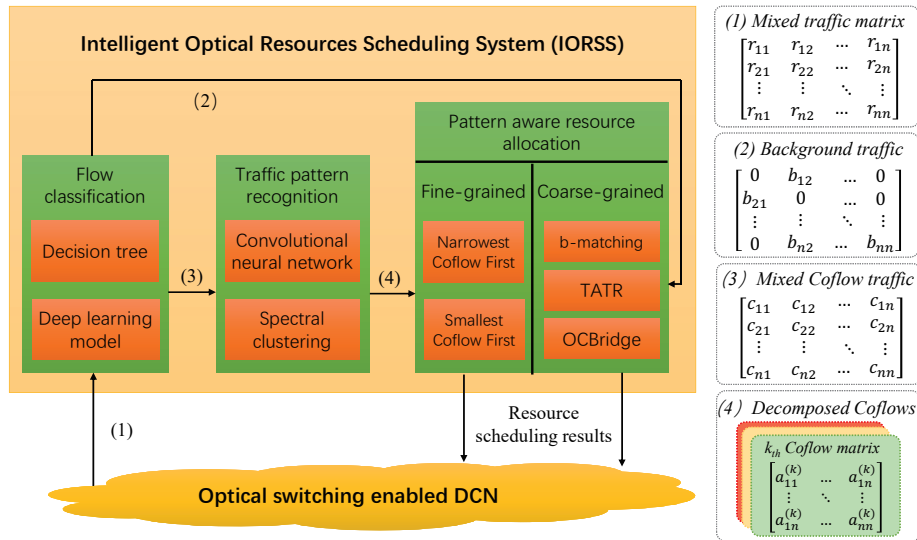 Intelligent Optical Resources Scheduling System (IORSS)
(2)
Flow
classification
Decision tree
Deep learning
model
(3)
Traffic pattern
recognition
Convolutional
neural network
Spectral
clustering
(4)
Pattern aware resource
allocation
Fine-grained
Narrowest
Coflow First
Smallest
Coflow First
Coarse-grained
b-matching
TATR
OCBridge
(1)
Resource
scheduling results
Optical switching enabled DCN
(1) Mixed traffic matrix
r₁₁ r₁₂ ... r₁ₙ
r₂₁ r₂₂ ... r₂ₙ
⋮ ⋮ ⋱ ⋮
rₙ₁ rₙ₂ ... rₙₙ
(2) Background traffic
0 b₁₂ ... 0
b₂₁ 0 ... 0
⋮ ⋮ ⋱ ⋮
0 bₙ₂ ... bₙₙ
(3) Mixed Coflow traffic
c₁₁ c₁₂ ... c₁ₙ
c₂₁ c₂₂ ... c₂ₙ
⋮ ⋮ ⋱ ⋮
cₙ₁ cₙ₂ ... cₙₙ
(4) Decomposed Coflows
k_th Coflow matrix
a₁₁⁽ᵏ⁾ ... a₁ₙ⁽ᵏ⁾
⋮ ⋱ ⋮
a₁ₙ⁽ᵏ⁾ ... aₙₙ⁽ᵏ⁾